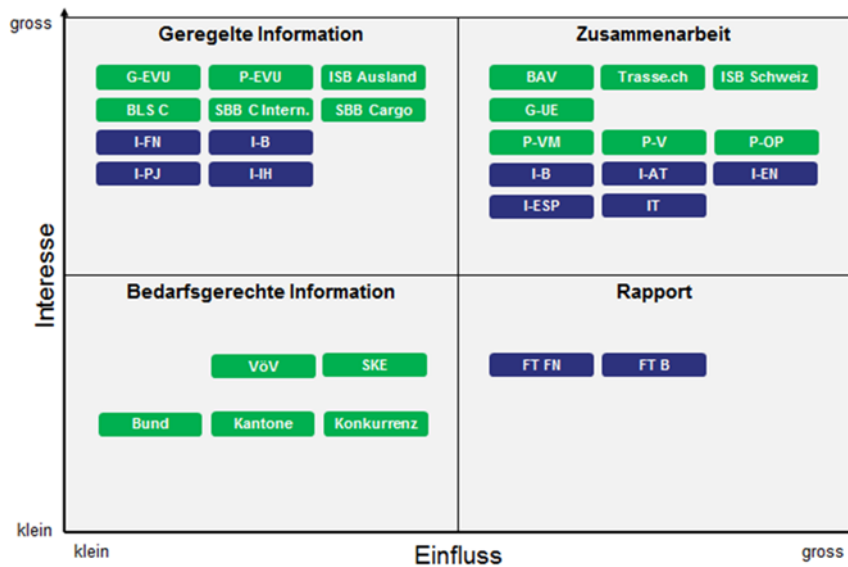 gross
Geregelte Information
Zusammenarbeit
G-EVU P-EVU ISB Ausland
BAV Trasse.ch ISB Schweiz
BLS C SBB C Intern. SBB Cargo
G-UE
I-FN I-B
P-VM P-V P-OP
I-PJ I-IH
I-B I-AT I-EN
I-ESP IT
Interesse
Bedarfsgerechte Information
Rapport
VöV SKE
FT FN FT B
Bund Kantone Konkurrenz
klein
klein Einfluss gross